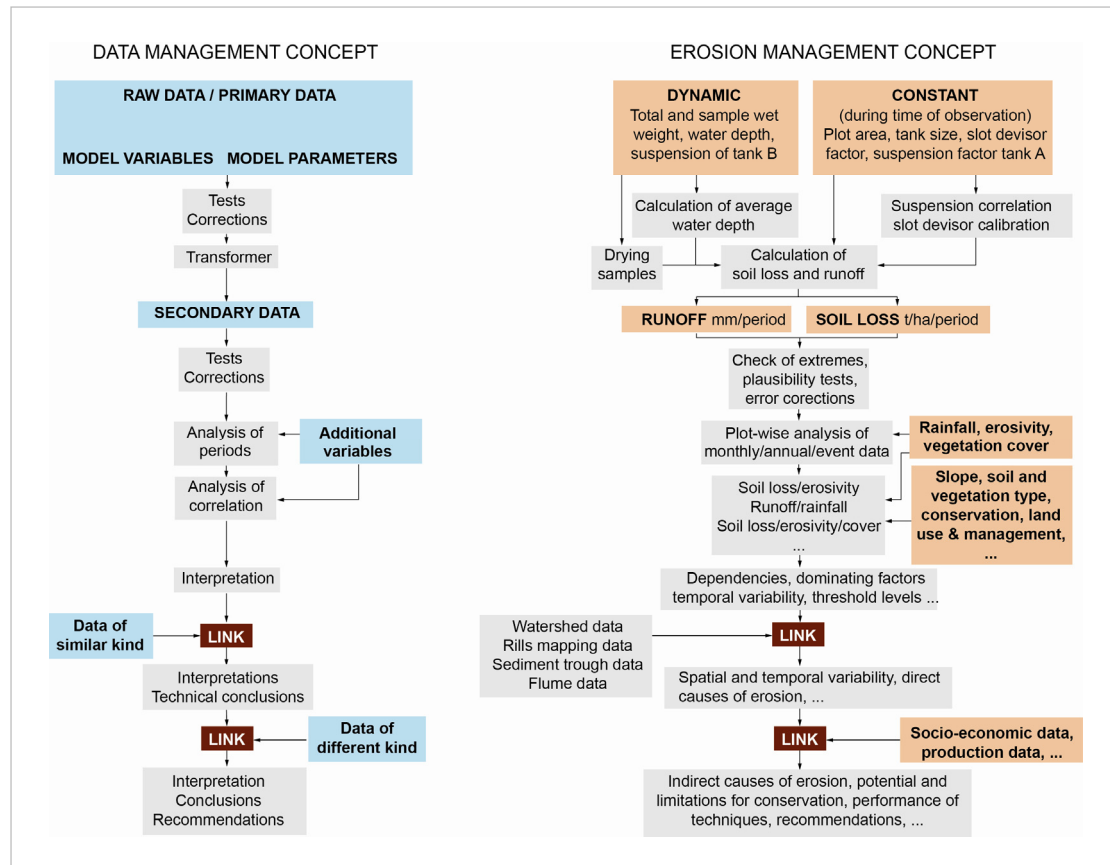 DATA MANAGEMENT CONCEPT
RAW DATA / PRIMARY DATA
MODEL VARIABLES MODEL PARAMETERS
Tests
Corrections
Transformer
SECONDARY DATA
Tests
Corrections
Analysis of
periods
Additional
variables
Analysis of
correlation
Interpretation
Data of
similar kind
LINK
Interpretations
Technical conclusions
LINK
Data of
different kind
Interpretation
Conclusions
Recommendations
EROSION MANAGEMENT CONCEPT
DYNAMIC
Total and sample wet
weight, water depth,
suspension of tank B
CONSTANT
(during time of observation)
Plot area, tank size, slot devisor
factor, suspension factor tank A
Calculation of average
water depth
Suspension correlation
slot devisor calibration
Drying
samples
Calculation of
soil loss and runoff
RUNOFF mm/period
SOIL LOSS t/ha/period
Check of extremes,
plausibility tests,
error corections
Plot-wise analysis of
monthly/annual/event data
Rainfall, erosivity,
vegetation cover
Soil loss/erosivity
Runoff/rainfall
Soil loss/erosivity/cover
...
Slope, soil and
vegetation type,
conservation, land
use & management,
...
Dependencies, dominating factors
temporal variability, threshold levels ...
Watershed data
Rills mapping data
Sediment trough data
Flume data
LINK
Spatial and temporal variability, direct
causes of erosion, ...
LINK
Socio-economic data,
production data, ...
Indirect causes of erosion, potential and
limitations for conservation, performance of
techniques, recommendations, ...